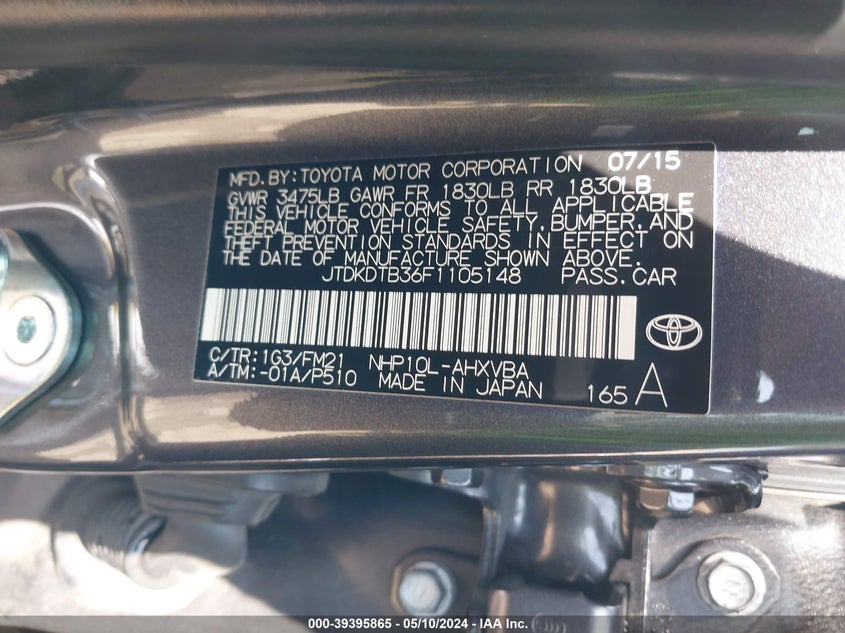 MFD.BY:TOYOTA MOTOR CORPORATION 07/15
GVWR 3475LB GAWR FR 1830LB RR 1830LB
THIS VEHICLE CONFORMS TO ALL APPLICABLE
FEDERAL MOTOR VEHICLE SAFETY,BUMPER,AND
THEFT PREVENTION STANDARDS IN EFFECT ON
THE DATE OF MANUFACTURE SHOWN ABOVE.
JTDKDTB36F1105148 PASS.CAR
C/TR:1G3/FM21 NHP10L-AHXVBA
A/TM:-01A/P510 MADE IN JAPAN 165 A
000-39395865 - 05/10/2024 - IAA Inc.